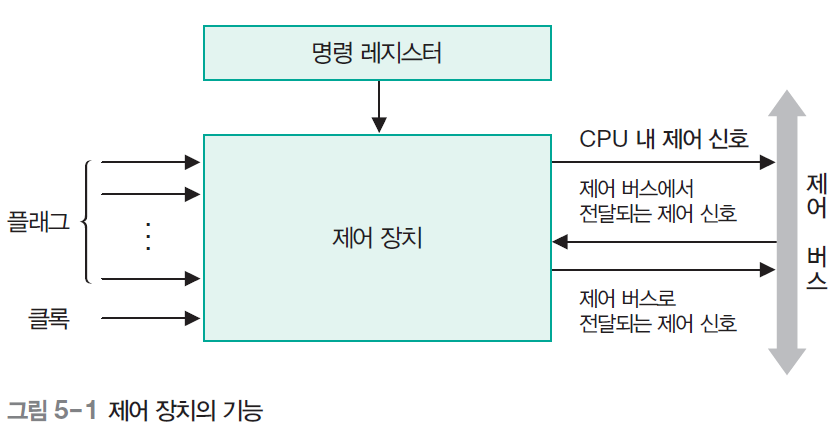 명령 레지스터
CPU 내 제어 신호
제어 버스에서
전달되는 제어 신호
플래그
제어 장치
제어 버스
클록
제어 버스로
전달되는 제어 신호
그림 5-1 제어 장치의 기능